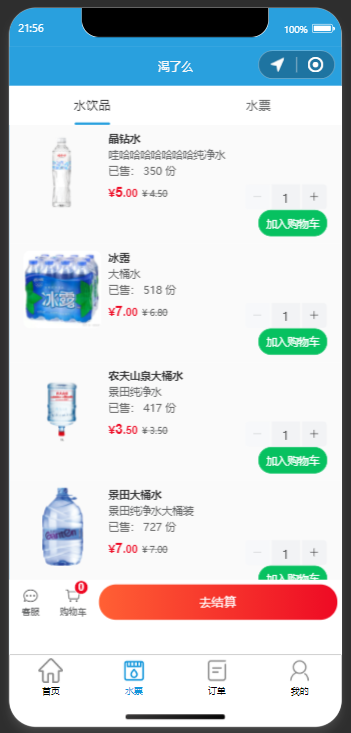 21:56
100%
渴了么
水饮品 水票
晶钻水
哇哈哈哈哈哈哈哈纯净水
已售： 350 份
¥5.00 ¥4.50
− 1 +
加入购物车
冰露
冰露
大桶水
已售： 518 份
¥7.00 ¥6.80
− 1 +
加入购物车
农夫山泉大桶水
景田纯净水
已售： 417 份
¥3.50 ¥3.50
− 1 +
加入购物车
景田大桶水
景田纯净水大桶装
已售： 727 份
¥7.00 ¥7.00
− 1 +
加入购物车
客服 购物车 0
去结算
首页 水票 订单 我的